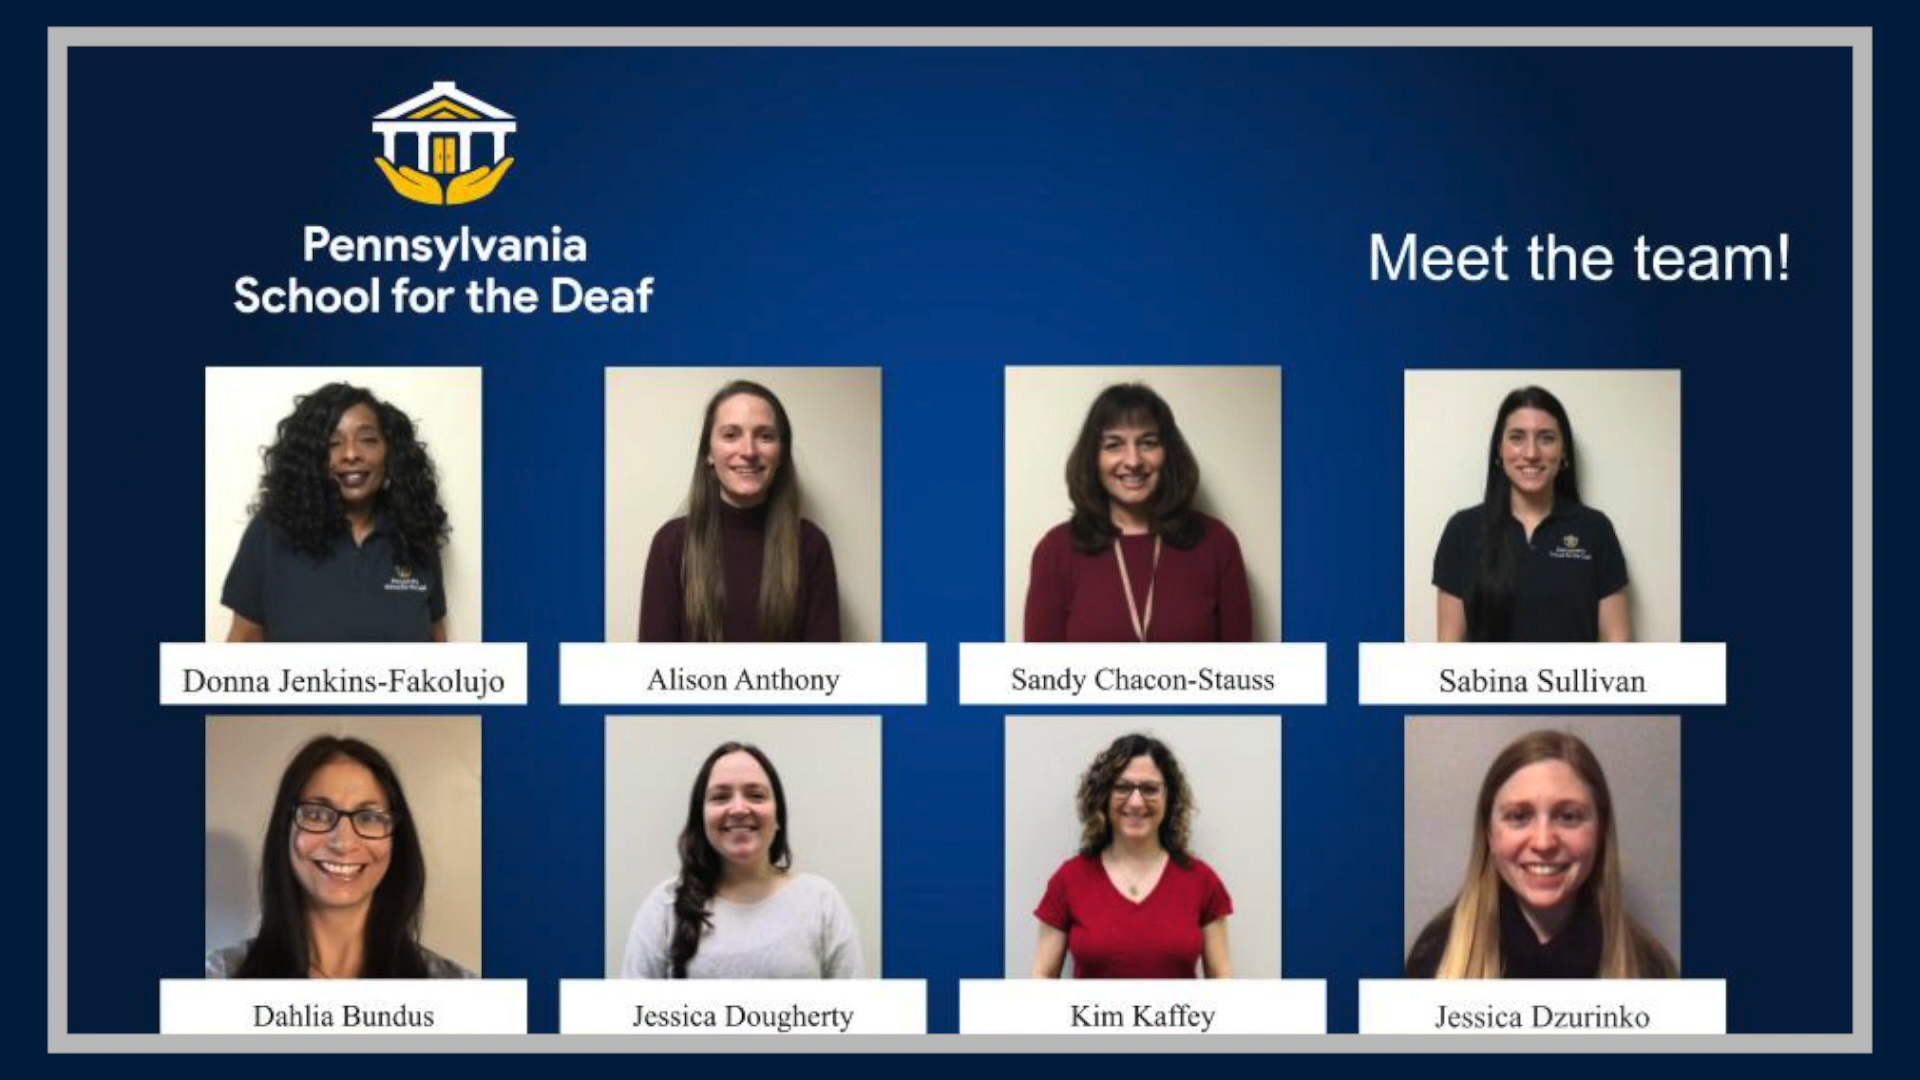 Pennsylvania
School for the Deaf
Meet the team!
Donna Jenkins-Fakolujo
Alison Anthony
Sandy Chacon-Stauss
Sabina Sullivan
Dahlia Bundus
Jessica Dougherty
Kim Kaffey
Jessica Dzurinko